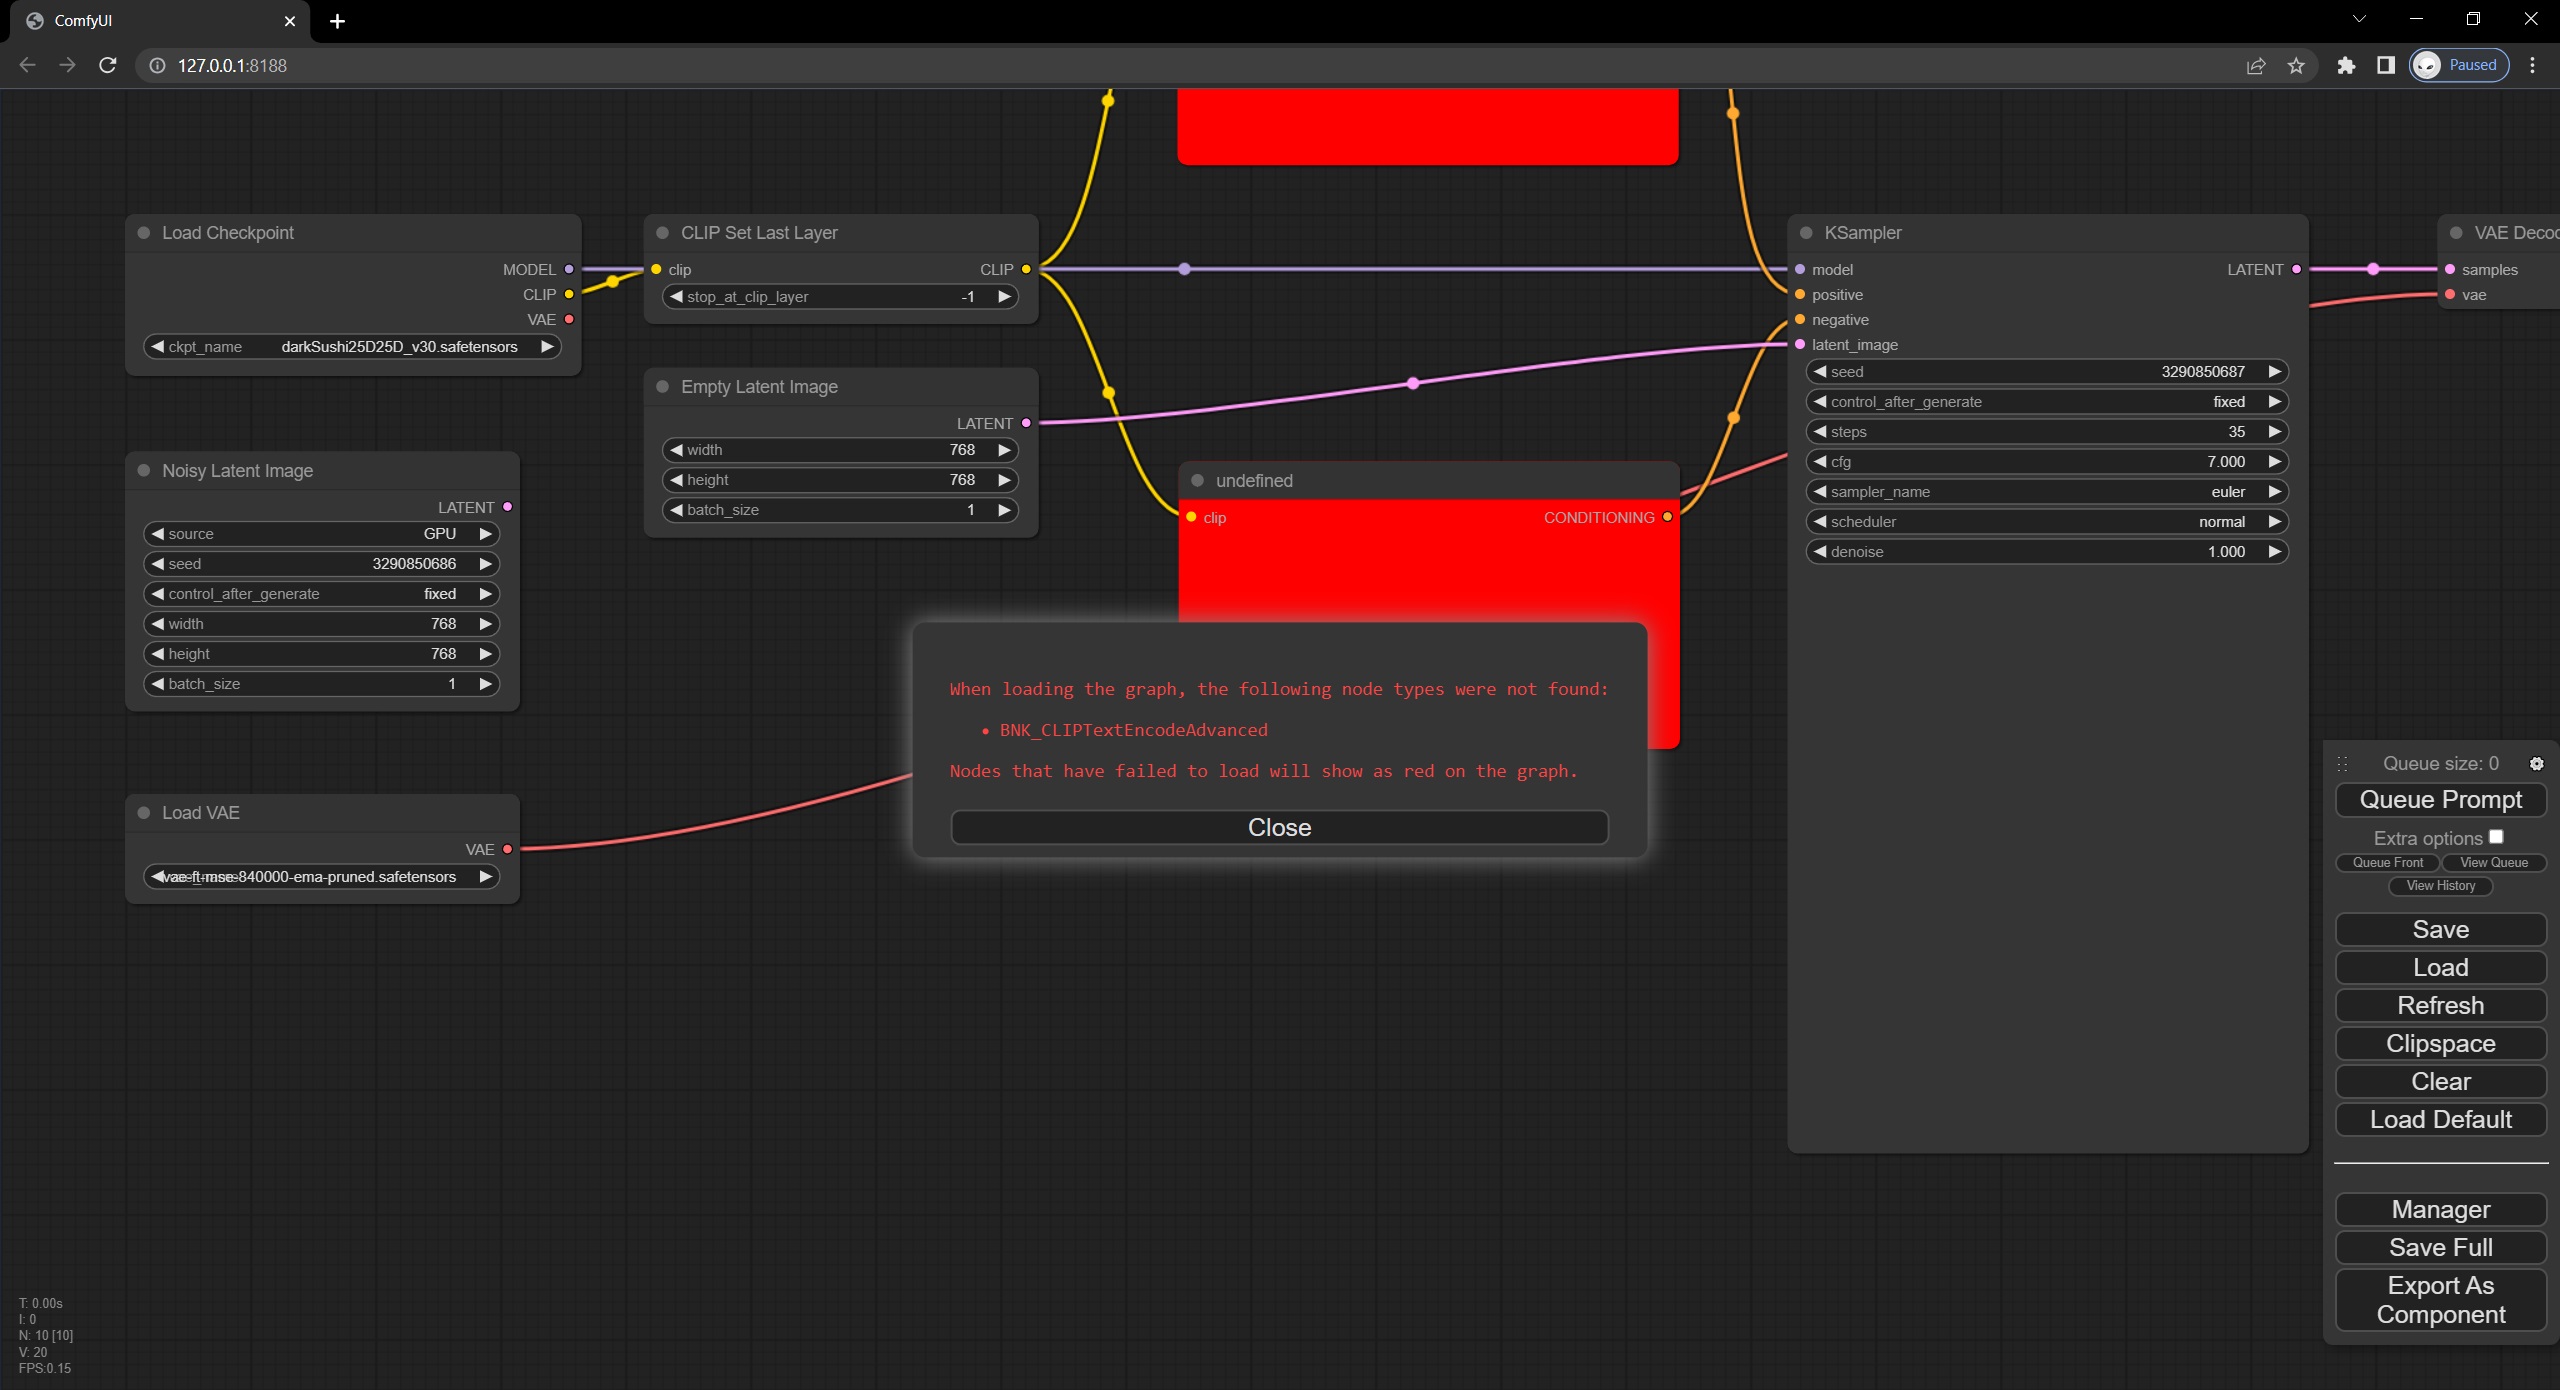 ComfyUI
127.0.0.1:8188
Paused
Load Checkpoint
MODEL
CLIP
VAE
ckpt_name darkSushi25D25D_v30.safetensors
CLIP Set Last Layer
clip CLIP
stop_at_clip_layer -1
Empty Latent Image
LATENT
width 768
height 768
batch_size 1
Noisy Latent Image
LATENT
source GPU
seed 3290850686
control_after_generate fixed
width 768
height 768
batch_size 1
Load VAE
VAE
vae-ft-mse-840000-ema-pruned.safetensors
undefined
clip CONDITIONING
When loading the graph, the following node types were not found:
• BNK_CLIPTextEncodeAdvanced
Nodes that have failed to load will show as red on the graph.
Close
KSampler
model LATENT
positive
negative
latent_image
seed 3290850687
control_after_generate fixed
steps 35
cfg 7.000
sampler_name euler
scheduler normal
denoise 1.000
VAE Decod
samples
vae
Queue size: 0
Queue Prompt
Extra options
Queue Front View Queue
View History
Save
Load
Refresh
Clipspace
Clear
Load Default
Manager
Save Full
Export As
Component
T: 0.00s
I: 0
N: 10 [10]
V: 20
FPS:0.15